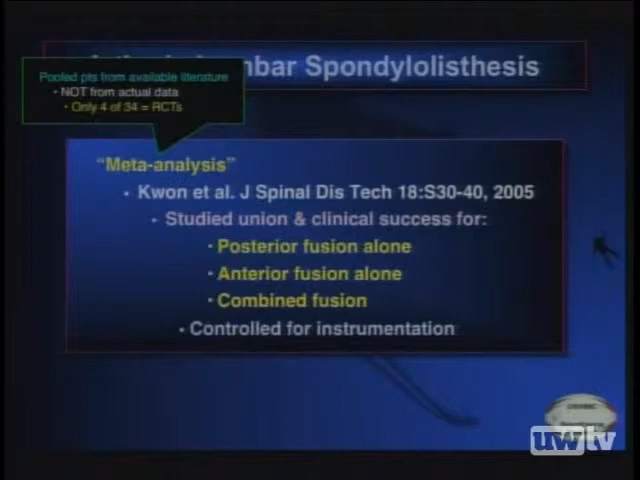 mbar Spondylolisthesis
Pooled pts from available literature
• NOT from actual data
• Only 4 of 34 = RCTs
"Meta-analysis"
• Kwon et al. J Spinal Dis Tech 18:S30-40, 2005
• Studied union & clinical success for:
• Posterior fusion alone
• Anterior fusion alone
• Combined fusion
• Controlled for instrumentation
uwtv